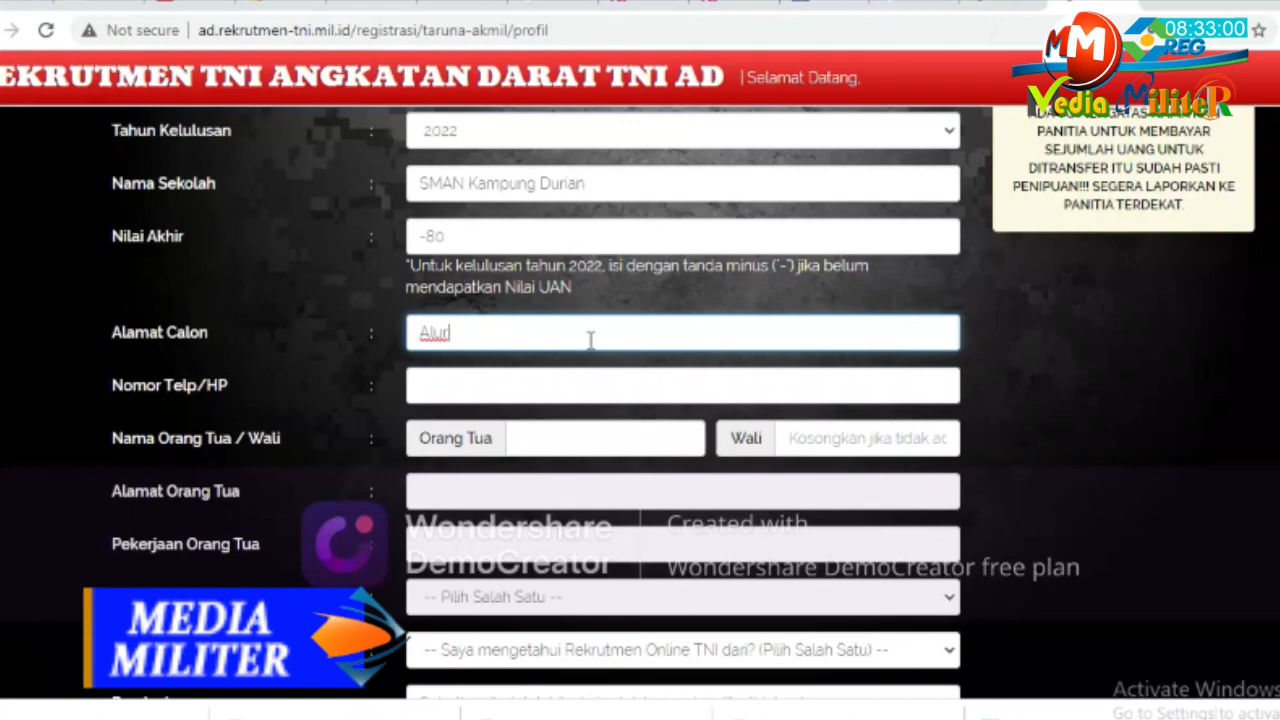 Not secure | ad.rekrutmen-tni.mil.id/registrasi/taruna-akmil/profil
08:33:00
MM
REG
Media MiliteR
EKRUTMEN TNI ANGKATAN DARAT TNI AD | Selamat Datang.
PANITIA UNTUK MEMBAYAR
SEJUMLAH UANG UNTUK
DITRANSFER ITU SUDAH PASTI
PENIPUAN!!! SEGERA LAPORKAN KE
PANITIA TERDEKAT.
Tahun Kelulusan : 2022
Nama Sekolah : SMAN Kampung Durian
Nilai Akhir : -80
*Untuk kelulusan tahun 2022, isi dengan tanda minus ("-") jika belum
mendapatkan Nilai UAN
Alamat Calon : Alur
Nomor Telp/HP :
Nama Orang Tua / Wali : Orang Tua Wali Kosongkan jika tidak ac
Alamat Orang Tua :
Pekerjaan Orang Tua :
Wondershare
DemoCreator
Created with
Wondershare DemoCreator free plan
: -- Pilih Salah Satu --
-- Saya mengetahui Rekrutmen Online TNI dari? (Pilih Salah Satu) --
MEDIA
MILITER
Activate Windows
Go to Settings to activa